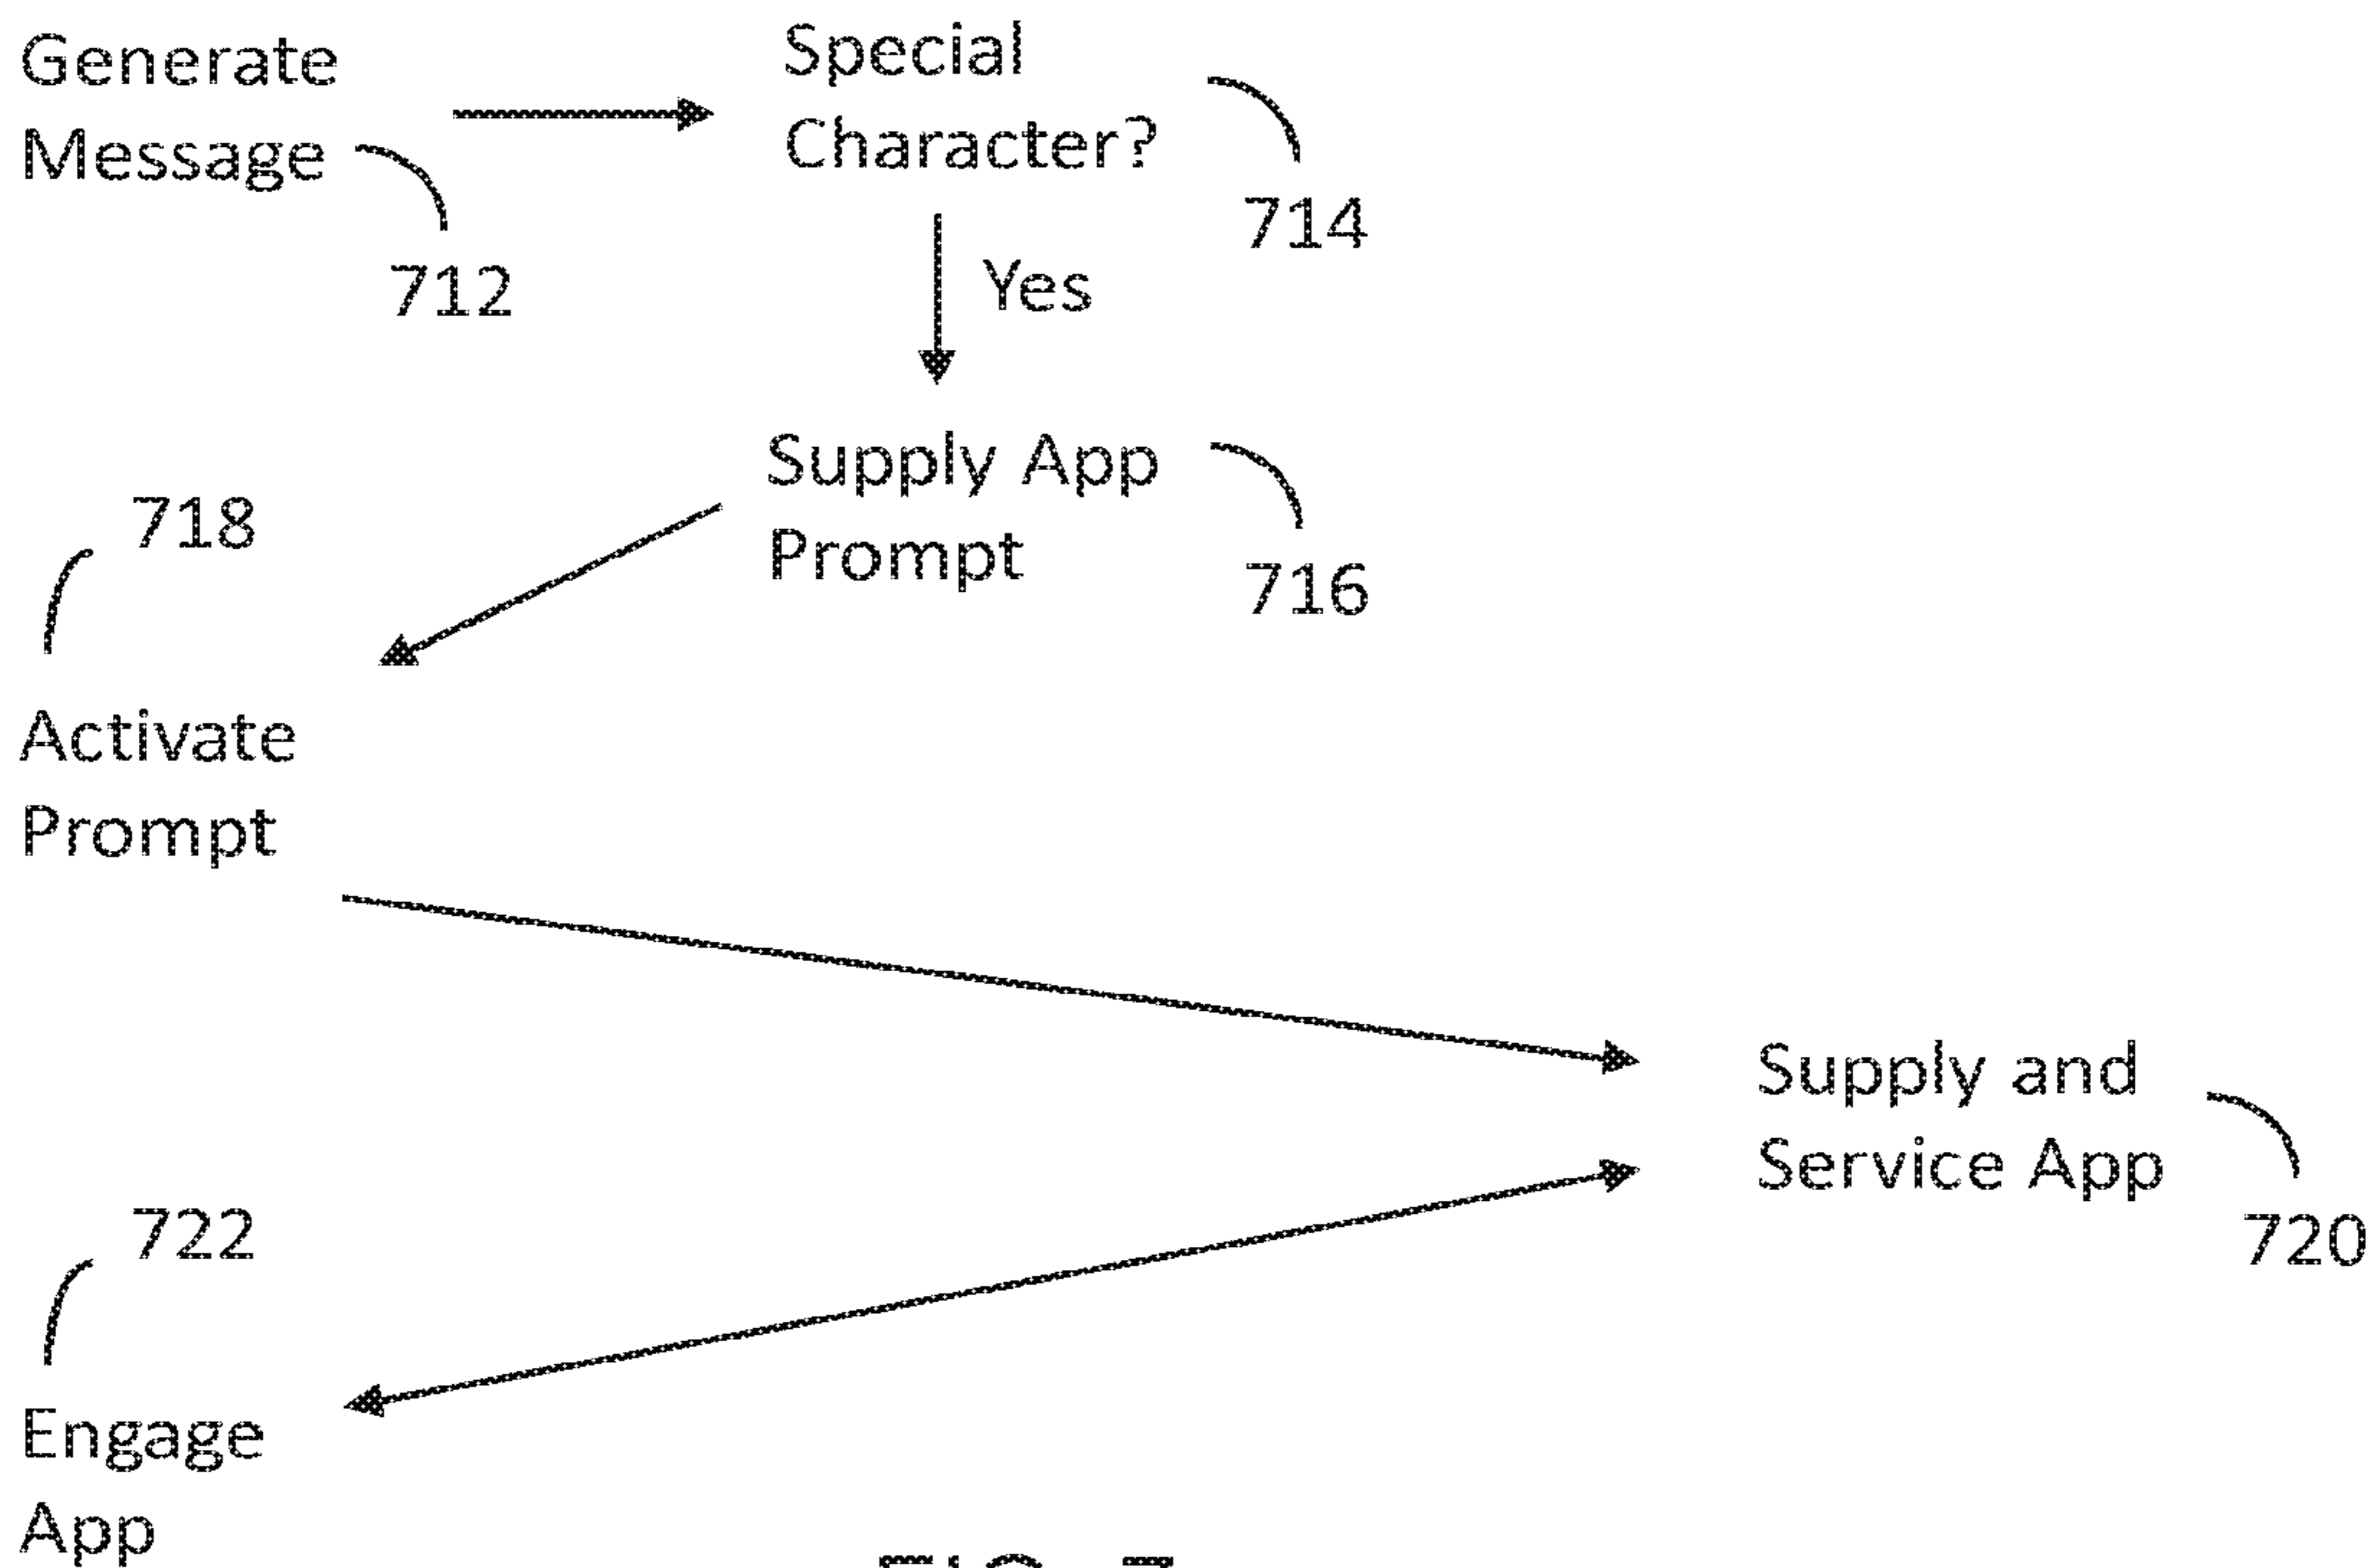 Generate
Message
712
Special
Character?
714
Yes
Supply App
Prompt
716
718
Activate
Prompt
Supply and
Service App
720
722
Engage
App